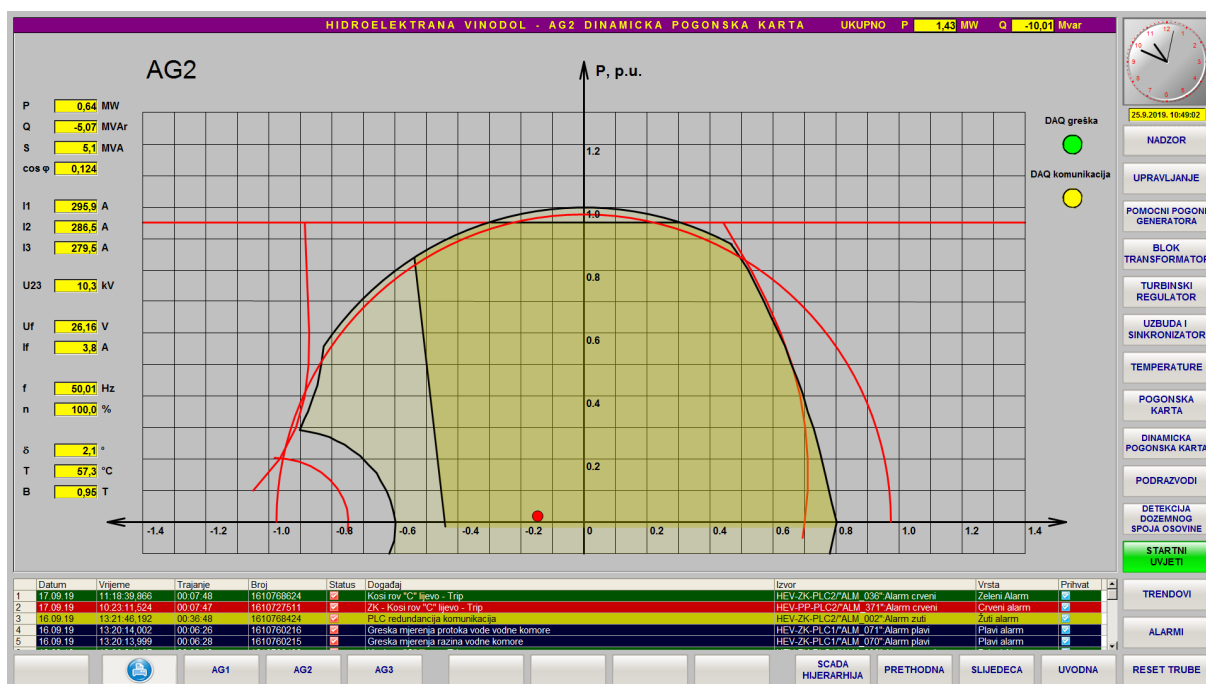 HIDROELEKTRANA VINODOL - AG2 DINAMICKA POGONSKA KARTA UKUPNO P 1,43 MW Q -10,01 Mvar
AG2
P, p.u.
P 0,64 MW
Q -5,07 MVAr
S 5,1 MVA
cos φ 0,124
I1 295,9 A
I2 286,5 A
I3 279,5 A
U23 10,3 kV
Uf 26,16 V
If 3,8 A
f 50,01 Hz
n 100,0 %
δ 2,1 °
T 57,3 °C
B 0,95 T
1.2
1.0
0.8
0.6
0.4
0.2
-1.4 -1.2 -1.0 -0.8 -0.6 -0.4 -0.2 0 0.2 0.4 0.6 0.8 1.0 1.2 1.4
DAQ greška
DAQ komunikacija
25.9.2019. 10:49:02
NADZOR
UPRAVLJANJE
POMOCNI POGONI
GENERATORA
BLOK
TRANSFORMATOR
TURBINSKI
REGULATOR
UZBUDA I
SINKRONIZATOR
TEMPERATURE
POGONSKA
KARTA
DINAMICKA
POGONSKA KARTA
PODRAZVODI
DETEKCIJA
DOZEMNOG
SPOJA OSOVINE
STARTNI
UVJETI
TRENDOVI
ALARMI
RESET TRUBE
Datum Vrijeme Trajanje Broj Status Događaj Izvor Vrsta Prihvat
1 17.09.19 11:18:39,866 00:07:48 1610768624 Kosi rov "C" lijevo - Trip HEV-ZK-PLC2/"ALM_036":Alarm crveni Zeleni Alarm
2 17.09.19 10:23:11,524 00:07:47 1610727511 ZK - Kosi rov "C" lijevo - Trip HEV-PP-PLC2/"ALM_371":Alarm crveni Crveni alarm
3 16.09.19 13:21:46,192 00:36:48 1610768424 PLC redundancija komunikacija HEV-ZK-PLC2/"ALM_002":Alarm zuti Žuti alarm
4 16.09.19 13:20:14,002 00:06:26 1610760216 Greska mjerenja protoka vode vodne komore HEV-ZK-PLC1/"ALM_071":Alarm plavi Plavi alarm
5 16.09.19 13:20:13,999 00:06:28 1610760215 Greska mjerenja razina vodne komore HEV-ZK-PLC1/"ALM_070":Alarm plavi Plavi alarm
AG1 AG2 AG3
SCADA
HIJERARHIJA
PRETHODNA SLIJEDECA UVODNA